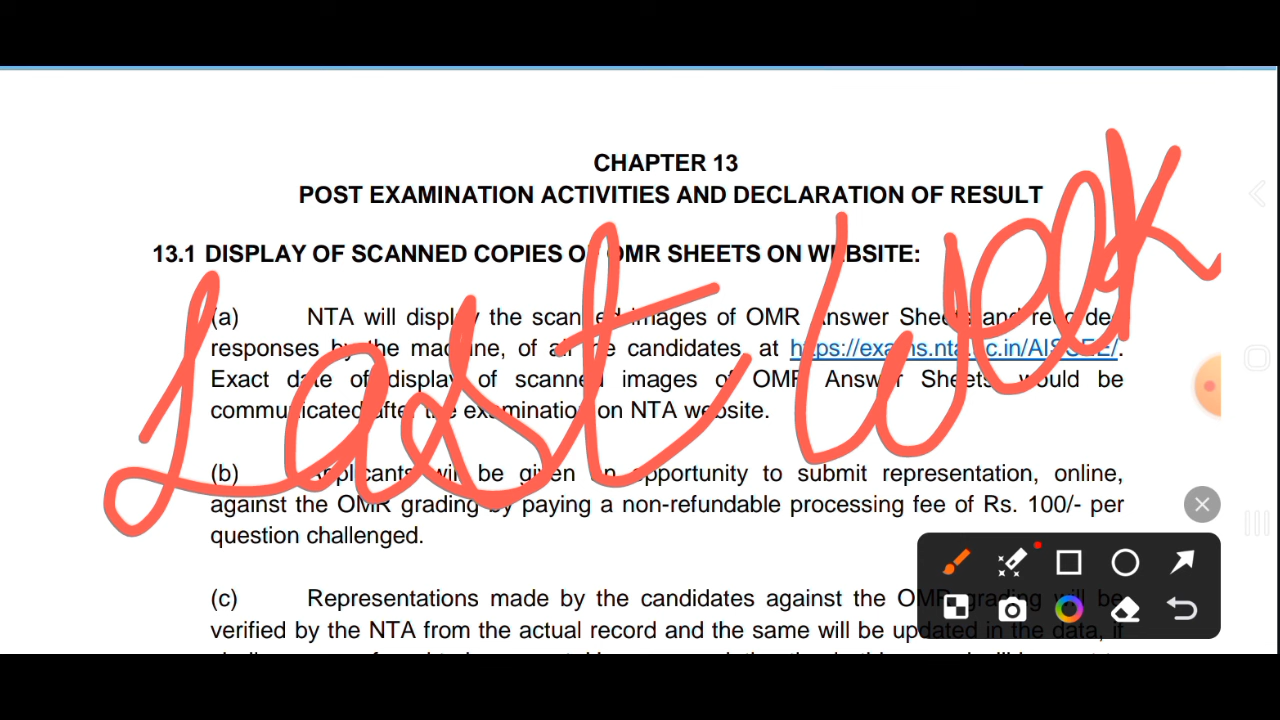 CHAPTER 13
POST EXAMINATION ACTIVITIES AND DECLARATION OF RESULT
13.1 DISPLAY OF SCANNED COPIES OF OMR SHEETS ON WEBSITE:
Last Week
(a) NTA will display the scanned images of OMR Answer Sheets and recorded
responses by the machine, of all the candidates, at https://exams.nta.ac.in/AISSEE/.
Exact date of display of scanned images of OMR Answer Sheets would be
communicated after the examination on NTA website.
(b) Applicants will be given an opportunity to submit representation, online,
against the OMR grading by paying a non-refundable processing fee of Rs. 100/- per
question challenged.
(c) Representations made by the candidates against the OMR grading will be
verified by the NTA from the actual record and the same will be updated in the data, if